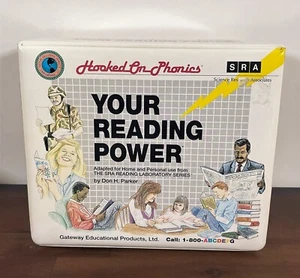 Hooked On Phonics®
SRA
Science Research Associates
YOUR
READING
POWER
Adapted for Home and Personal use from
THE SRA READING LABORATORY SERIES
by Don H. Parker
Gateway Educational Products, Ltd. Call: 1-800-ABCDEFG